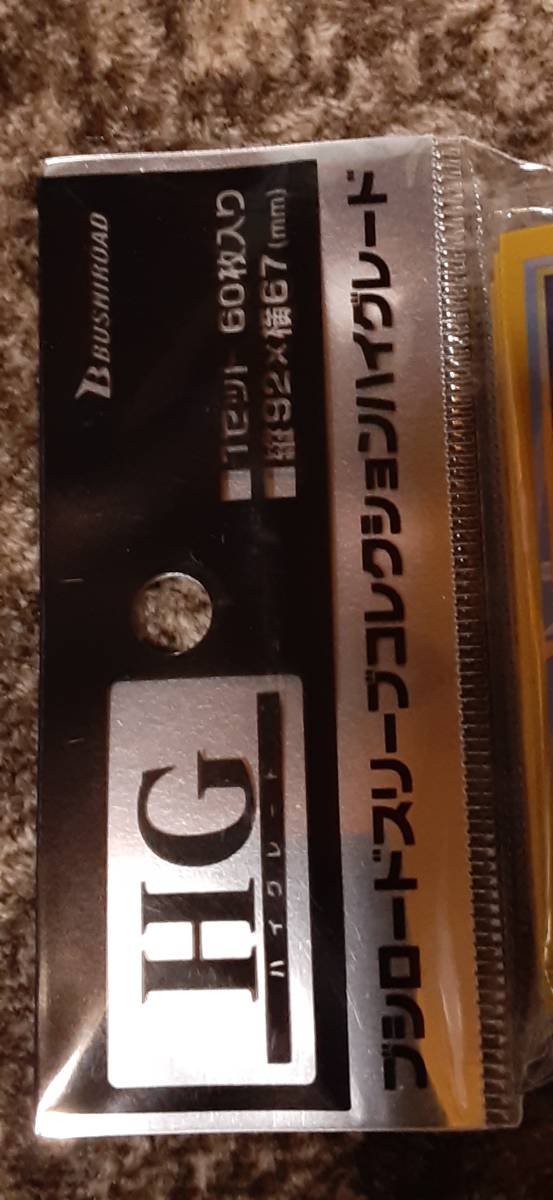 HG
ハイグレード
BUSHIROAD
■1セット 60枚入り
■縦92×横67(mm)
ブシロードスリーブコレクションハイグレード